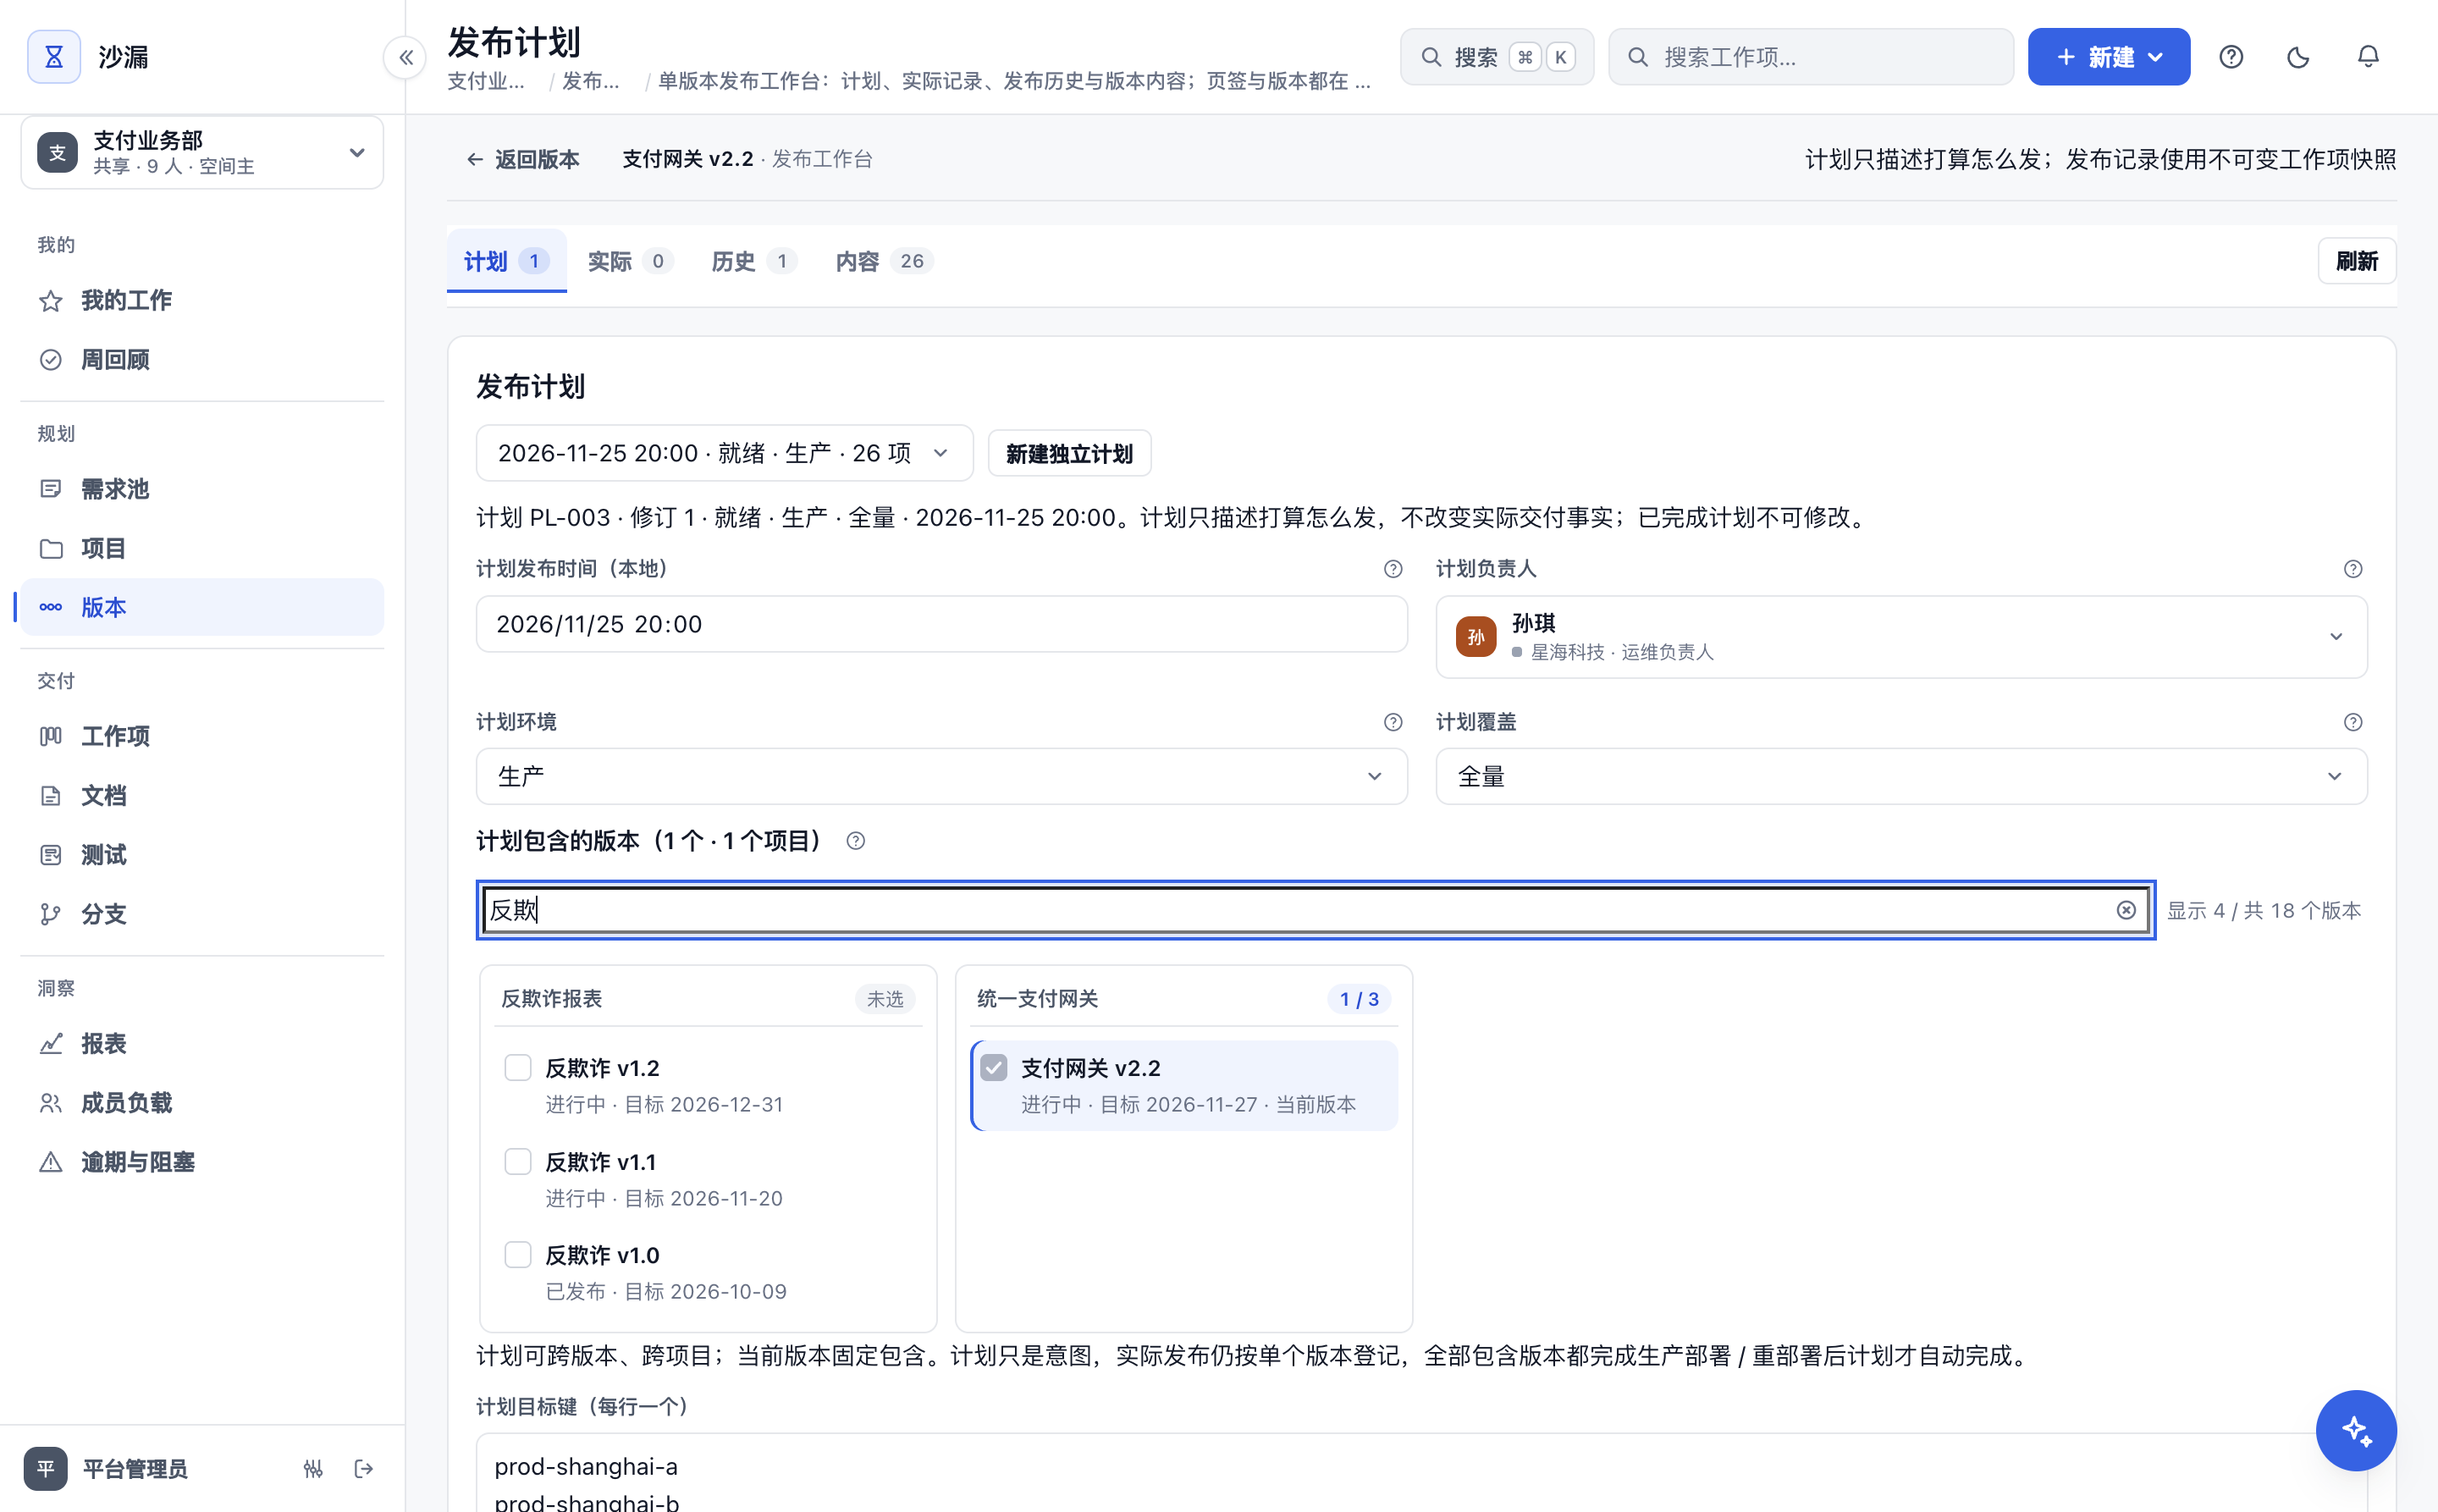 沙漏
支付业务部
共享 · 9 人 · 空间主
我的
我的工作
周回顾
规划
需求池
项目
版本
交付
工作项
文档
测试
分支
洞察
报表
成员负载
逾期与阻塞
平 平台管理员
发布计划
支付业... / 发布... / 单版本发布工作台：计划、实际记录、发布历史与版本内容；页签与版本都在 ...
搜索 ⌘ K
搜索工作项...
新建
返回版本 支付网关 v2.2 · 发布工作台
计划只描述打算怎么发；发布记录使用不可变工作项快照
计划 1 实际 0 历史 1 内容 26
刷新
发布计划
2026-11-25 20:00 · 就绪 · 生产 · 26 项
新建独立计划
计划 PL-003 · 修订 1 · 就绪 · 生产 · 全量 · 2026-11-25 20:00。计划只描述打算怎么发，不改变实际交付事实；已完成计划不可修改。
计划发布时间（本地）
2026/11/25 20:00
计划负责人
孙 孙琪
星海科技 · 运维负责人
计划环境
生产
计划覆盖
全量
计划包含的版本（1 个 · 1 个项目）
反欺
显示 4 / 共 18 个版本
反欺诈报表 未选
反欺诈 v1.2
进行中 · 目标 2026-12-31
反欺诈 v1.1
进行中 · 目标 2026-11-20
反欺诈 v1.0
已发布 · 目标 2026-10-09
统一支付网关 1 / 3
支付网关 v2.2
进行中 · 目标 2026-11-27 · 当前版本
计划可跨版本、跨项目；当前版本固定包含。计划只是意图，实际发布仍按单个版本登记，全部包含版本都完成生产部署 / 重部署后计划才自动完成。
计划目标键（每行一个）
prod-shanghai-a
prod-shanghai-b
支